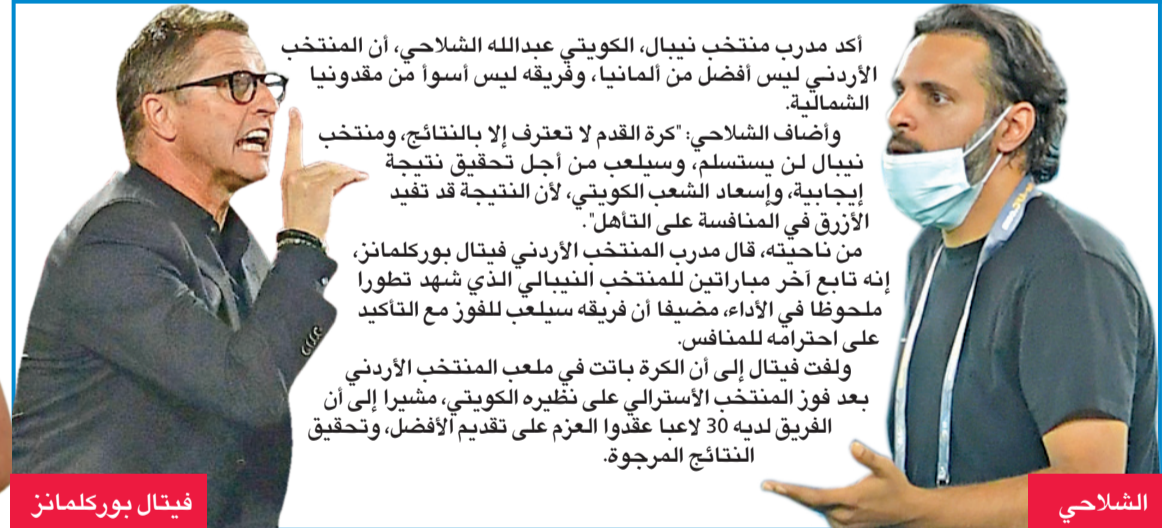 أكد مدرب منتخب نيبال، الكويتي عبدالله الشلاحي، أن المنتخب
الأردني ليس أفضل من ألمانيا، وفريقه ليس أسوأ من مقدونيا
الشمالية.
وأضاف الشلاحي: "كرة القدم لا تعترف إلا بالنتائج، ومنتخب
نيبال لن يستسلم، وسيلعب من أجل تحقيق نتيجة
إيجابية، وإسعاد الشعب الكويتي، لأن النتيجة قد تفيد
الأزرق في المنافسة على التأهل".
من ناحيته، قال مدرب المنتخب الأردني فيتال بوركلمانز،
إنه تابع آخر مباراتين للمنتخب النيبالي الذي شهد تطورا
ملحوظا في الأداء، مضيفا أن فريقه سيلعب للفوز مع التأكيد
على احترامه للمنافس.
ولفت فيتال إلى أن الكرة باتت في ملعب المنتخب الأردني
بعد فوز المنتخب الأسترالي على نظيره الكويتي، مشيرا إلى أن
الفريق لديه 30 لاعبا عقدوا العزم على تقديم الأفضل، وتحقيق
النتائج المرجوة.
الشلاحي
فيتال بوركلمانز